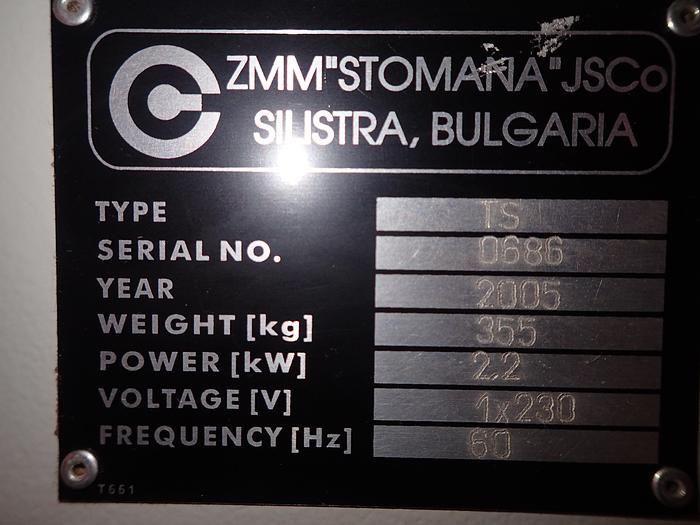 ZMM"STOMANA"JSCo
SILISTRA, BULGARIA
TYPE TS
SERIAL NO. 0686
YEAR 2005
WEIGHT [kg] 355
POWER [kW] 2.2
VOLTAGE [V] 1x230
FREQUENCY [Hz] 60
T661